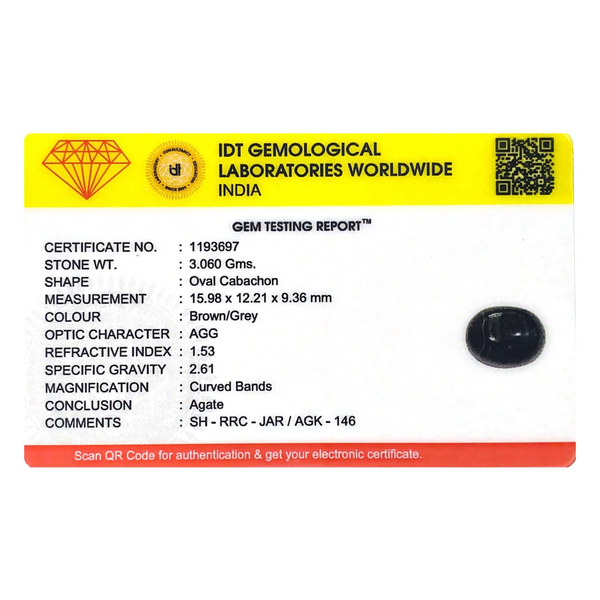 IDT GEMOLOGICAL
LABORATORIES WORLDWIDE
INDIA
GEM TESTING REPORT™
CERTIFICATE NO. : 1193697
STONE WT. : 3.060 Gms.
SHAPE : Oval Cabachon
MEASUREMENT : 15.98 x 12.21 x 9.36 mm
COLOUR : Brown/Grey
OPTIC CHARACTER : AGG
REFRACTIVE INDEX : 1.53
SPECIFIC GRAVITY : 2.61
MAGNIFICATION : Curved Bands
CONCLUSION : Agate
COMMENTS : SH - RRC - JAR / AGK - 146
Scan QR Code for authentication & get your electronic certificate.